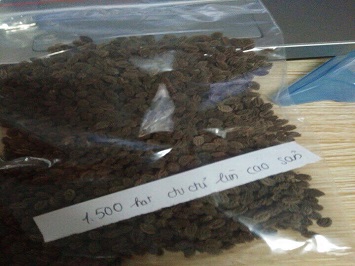 1.500 hạt đu đủ lùn cao sản